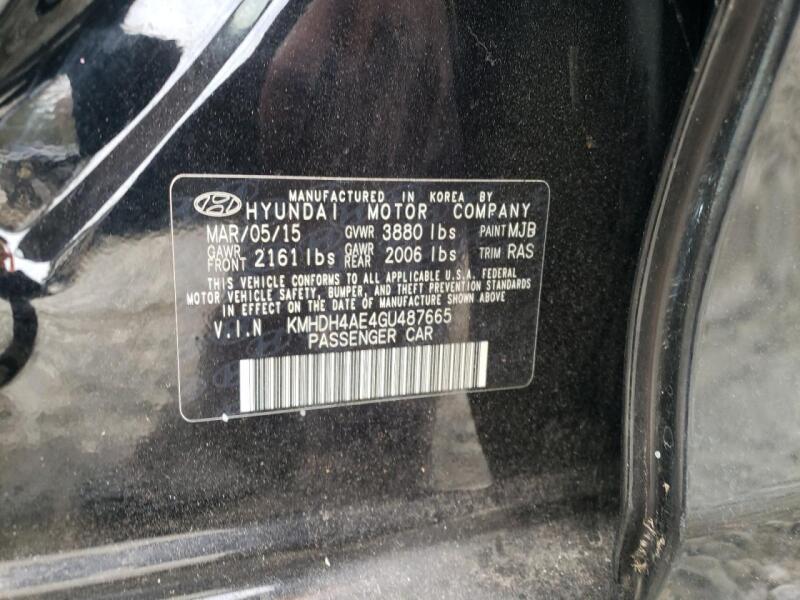 MANUFACTURED IN KOREA BY
HYUNDAI MOTOR COMPANY
MAR/05/15 GVWR 3880 lbs PAINT MJB
GAWR FRONT 2161 lbs GAWR REAR 2006 lbs TRIM RAS
THIS VEHICLE CONFORMS TO ALL APPLICABLE U.S.A. FEDERAL
MOTOR VEHICLE SAFETY, BUMPER, AND THEFT PREVENTION
STANDARDS IN EFFECT ON THE DATE OF MANUFACTURE SHOWN ABOVE
V.I.N KMHDH4AE4GU487665
PASSENGER CAR